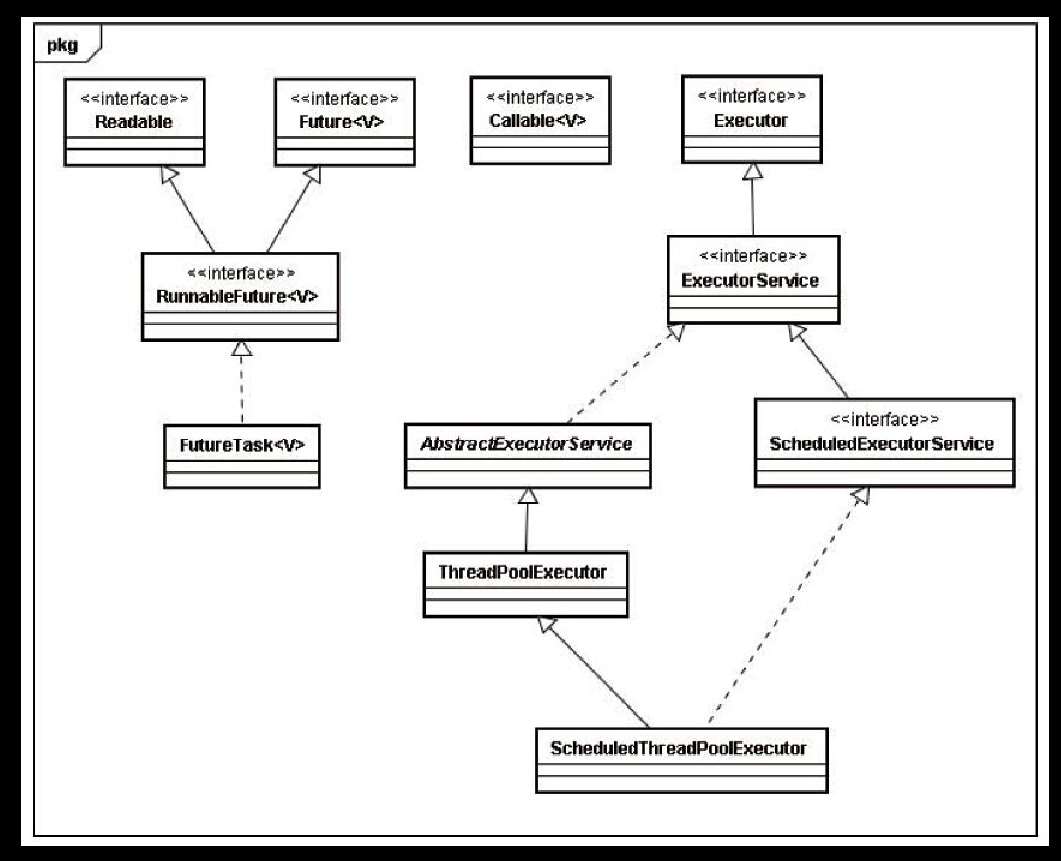 pkg
<<interface>>
Readable
<<interface>>
Future<V>
<<interface>>
Callable<V>
<<interface>>
Executor
<<interface>>
RunnableFuture<V>
<<interface>>
ExecutorService
FutureTask<V>
AbstractExecutorService
<<interface>>
ScheduledExecutorService
ThreadPoolExecutor
ScheduledThreadPoolExecutor